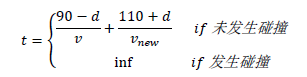 t = { (90 − d)/v + (110 + d)/v_new if 未发生碰撞
inf if 发生碰撞